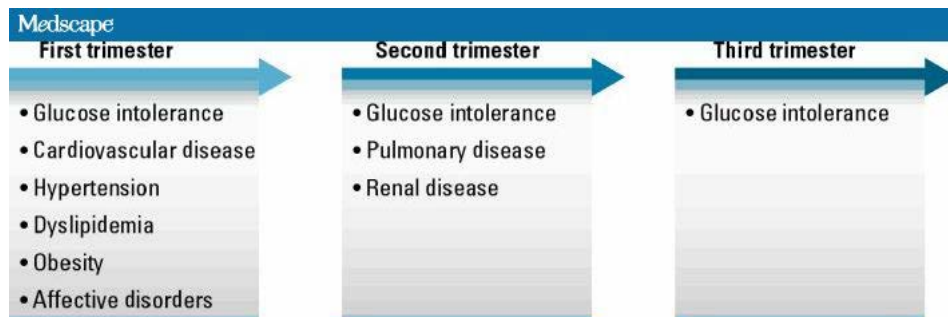 Medscape
First trimester
• Glucose intolerance
• Cardiovascular disease
• Hypertension
• Dyslipidemia
• Obesity
• Affective disorders
Second trimester
• Glucose intolerance
• Pulmonary disease
• Renal disease
Third trimester
• Glucose intolerance